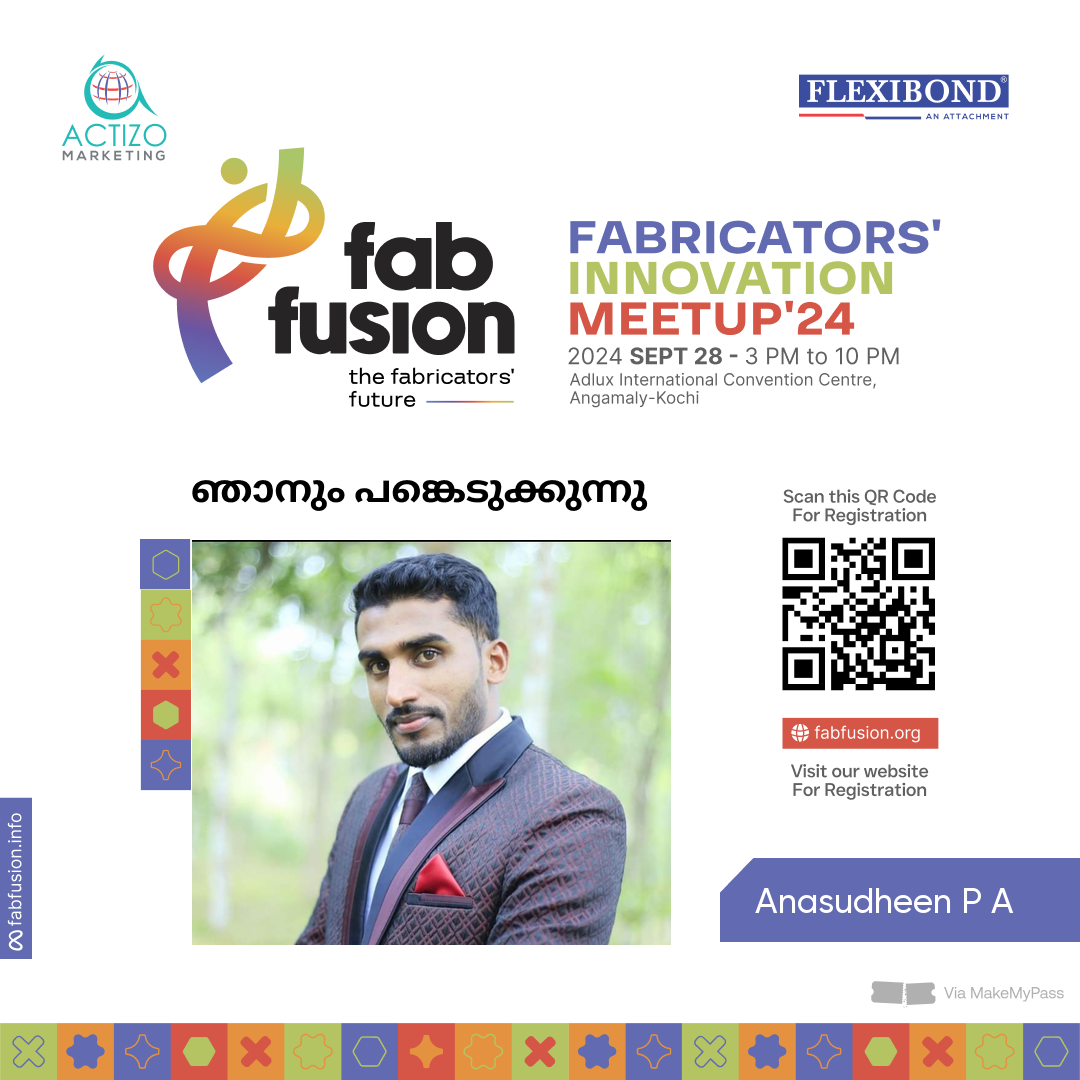 ACTIZO
MARKETING
FLEXIBOND®
AN ATTACHMENT
fab
fusion
the fabricators'
future
FABRICATORS'
INNOVATION
MEETUP'24
2024 SEPT 28 - 3 PM to 10 PM
Adlux International Convention Centre,
Angamaly-Kochi
ഞാനും പങ്കെടുക്കുന്നു
Scan this QR Code
For Registration
fabfusion.org
Visit our website
For Registration
fabfusion.info
Anasudheen P A
Via MakeMyPass